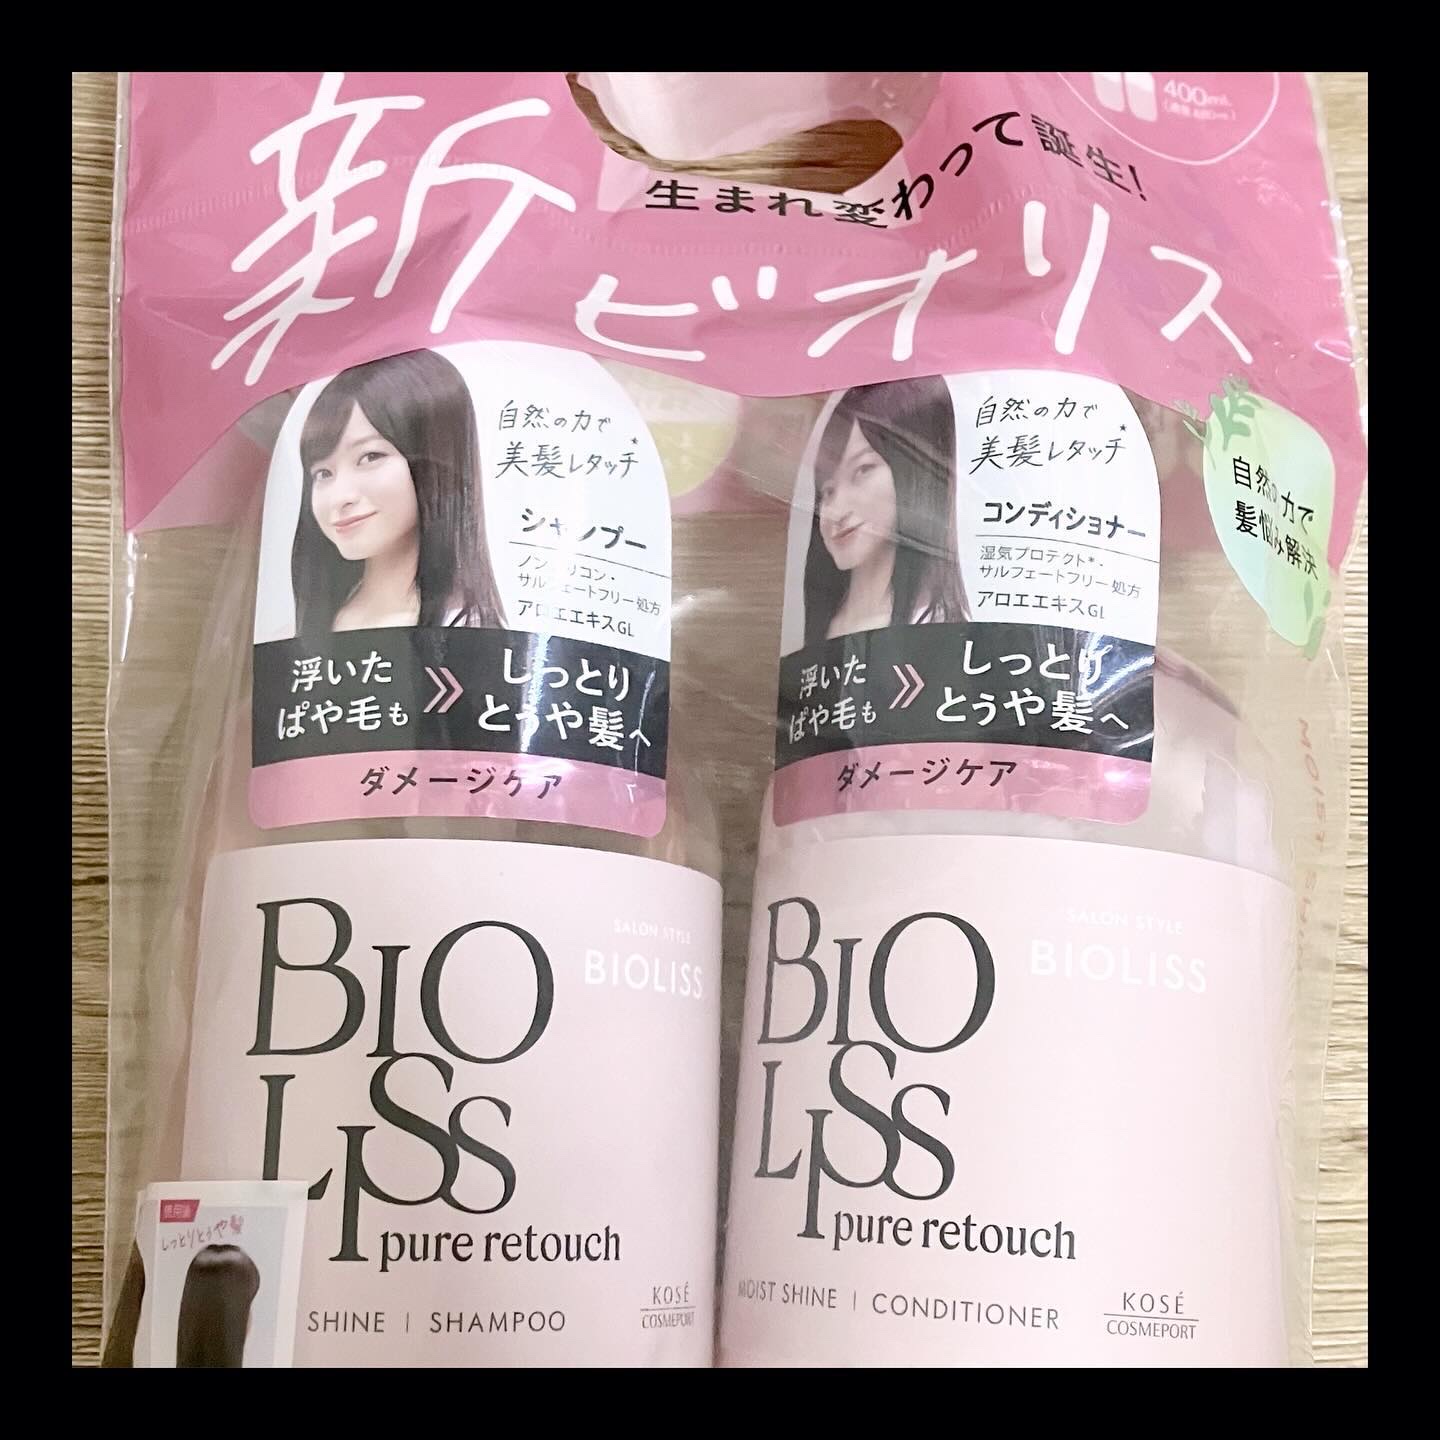 400mL
生まれ変わって誕生!
新ビオリス
自然の力で
美髪レタッチ
シャンプー
ノンシリコン・
サルフェートフリー処方
アロエエキスGL
浮いた
ぱや毛も
»
しっとり
とぅや髪へ
ダメージケア
自然の力で
美髪レタッチ
コンディショナー
湿気プロテクト*・
サルフェートフリー処方
アロエエキスGL
浮いた
ぱや毛も
»
しっとり
とぅや髪へ
ダメージケア
自然の力で
髪悩み解決
BIO
LISS
pure retouch
SALON STYLE
BIOLISS
SHINE | SHAMPOO
KOSÉ
COSMEPORT
使用後
しっとりとぅや髪
BIO
LISS
pure retouch
SALON STYLE
BIOLISS
MOIST SHINE | CONDITIONER
KOSÉ
COSMEPORT